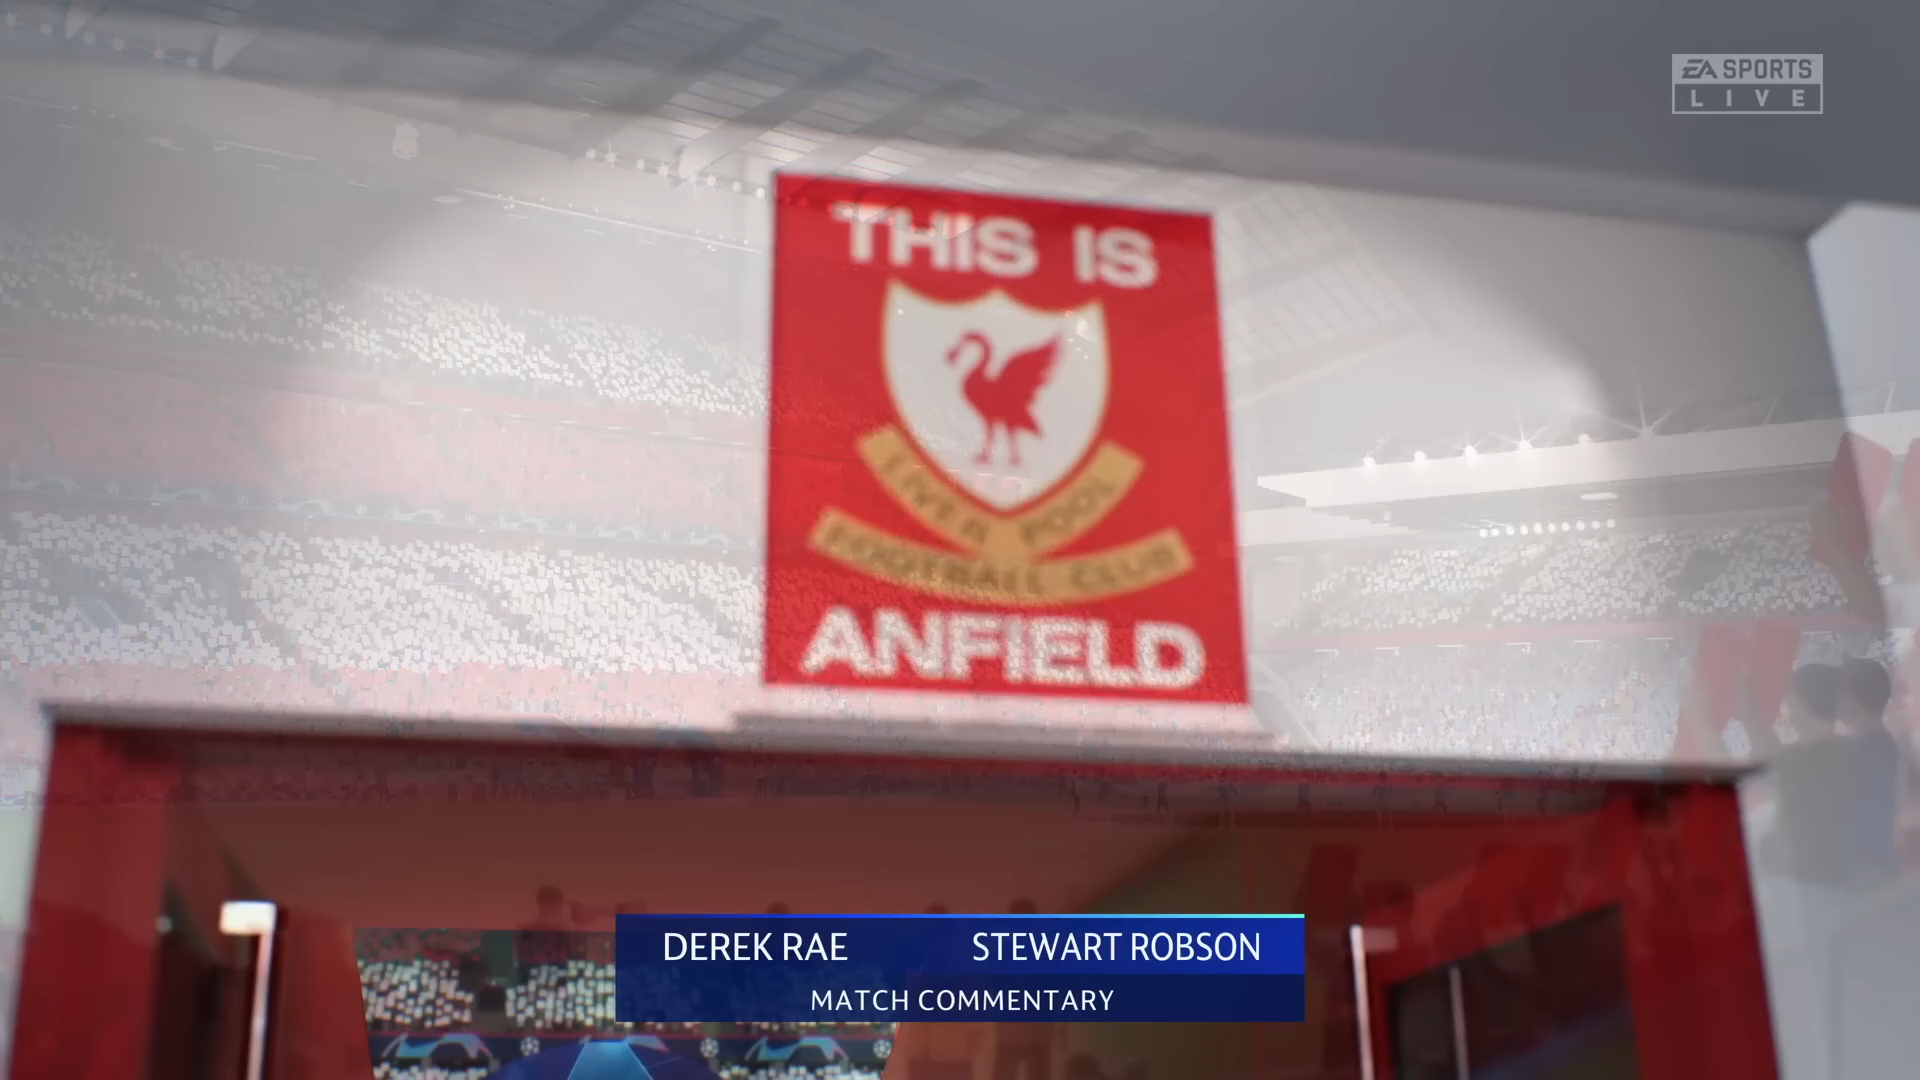 EA SPORTS
LIVE
THIS IS
LIVERPOOL
FOOTBALL CLUB
ANFIELD
DEREK RAE STEWART ROBSON
MATCH COMMENTARY